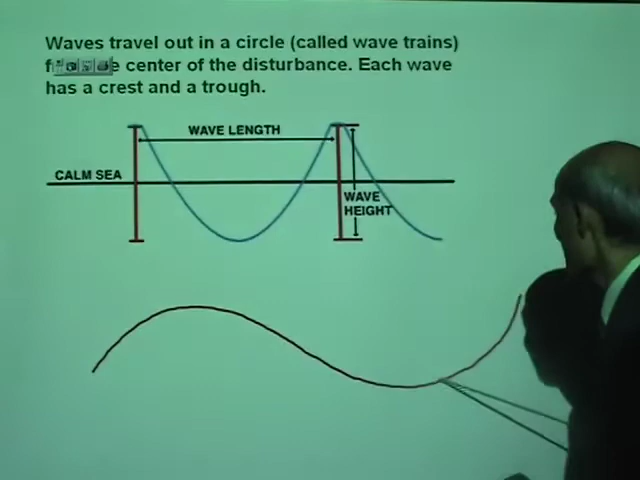 Waves travel out in a circle (called wave trains)
center of the disturbance. Each wave
has a crest and a trough.
WAVE LENGTH
CALM SEA
WAVE
HEIGHT